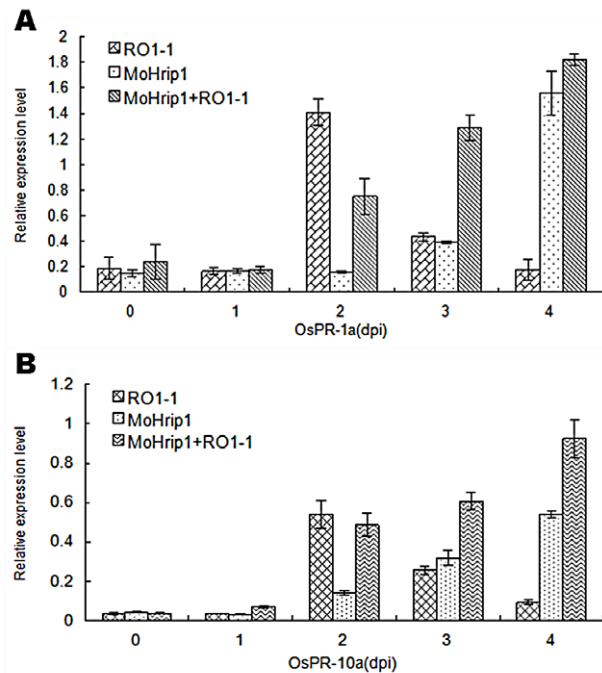 A
Relative expression level
2
1.8
1.6
1.4
1.2
1
0.8
0.6
0.4
0.2
0
RO1-1
MoHrip1
MoHrip1+RO1-1
0 1 2 3 4
OsPR-1a(dpi)
B
Relative expression level
1.2
1
0.8
0.6
0.4
0.2
0
RO1-1
MoHrip1
MoHrip1+RO1-1
0 1 2 3 4
OsPR-10a(dpi)